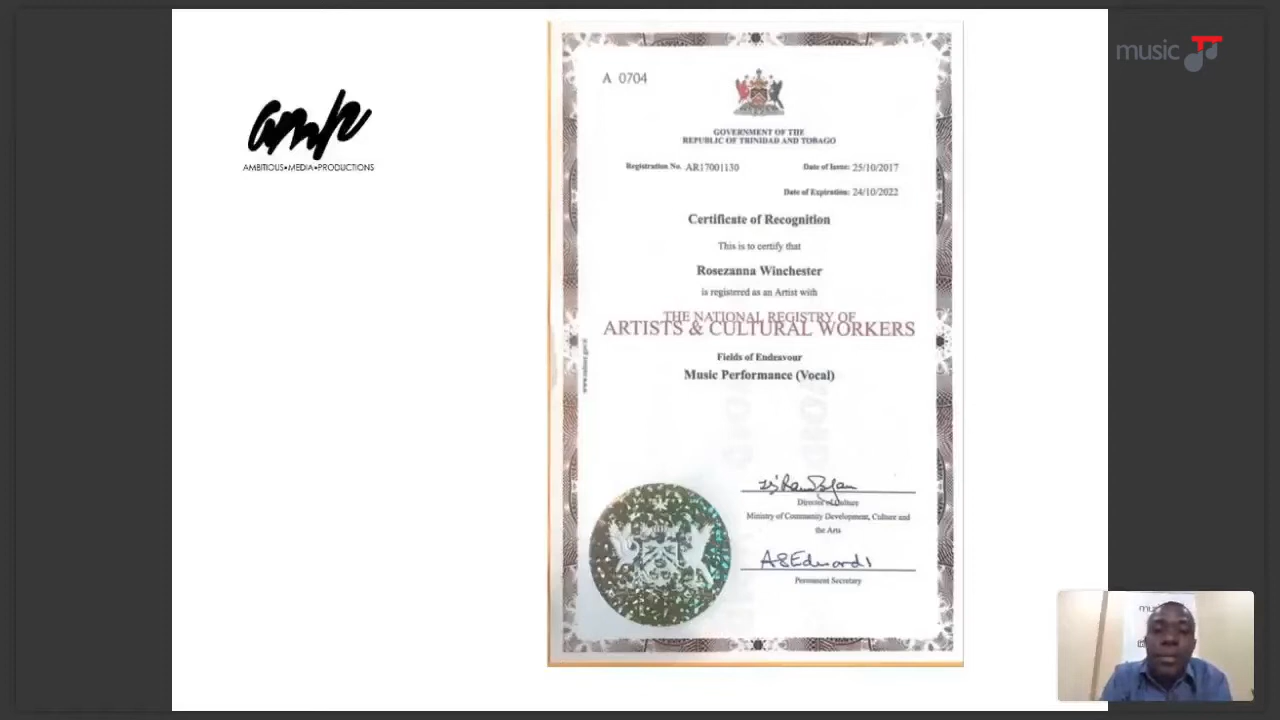 music TT
amp
AMBITIOUS•MEDIA•PRODUCTIONS
A 0704
GOVERNMENT OF THE
REPUBLIC OF TRINIDAD AND TOBAGO
Registration No. AR17001130
Date of Issue: 25/10/2017
Date of Expiration: 24/10/2022
Certificate of Recognition
This is to certify that
Rosezanna Winchester
is registered as an Artist with
THE NATIONAL REGISTRY OF
ARTISTS & CULTURAL WORKERS
Fields of Endeavour
Music Performance (Vocal)
Director of Culture
Ministry of Community Development, Culture and
the Arts
A S Edwards
Permanent Secretary